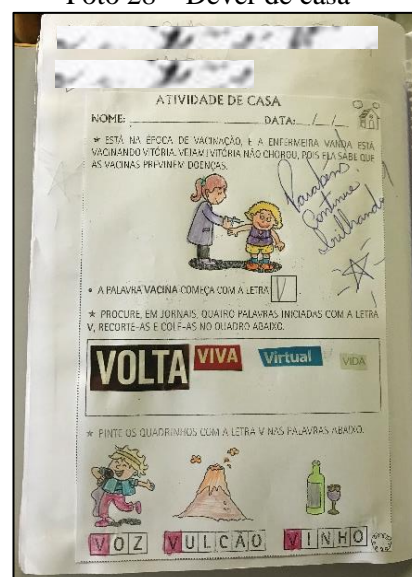 Foto 28 – Dever de casa
ATIVIDADE DE CASA
NOME: DATA: / /
★ ESTÁ NA ÉPOCA DE VACINAÇÃO, E A ENFERMEIRA VANDA ESTÁ
VACINANDO VITÓRIA. VEJAM! VITÓRIA NÃO CHOROU, POIS ELA SABE QUE
AS VACINAS PREVINEM DOENÇAS.
Parabéns!
Continue
brilhando
• A PALAVRA VACINA COMEÇA COM A LETRA V
★ PROCURE, EM JORNAIS, QUATRO PALAVRAS INICIADAS COM A LETRA
V, RECORTE-AS E COLE-AS NO QUADRO ABAIXO.
VOLTA VIVA Virtual VIDA
★ PINTE OS QUADRINHOS COM A LETRA V NAS PALAVRAS ABAIXO.
VOZ VULCÃO VINHO